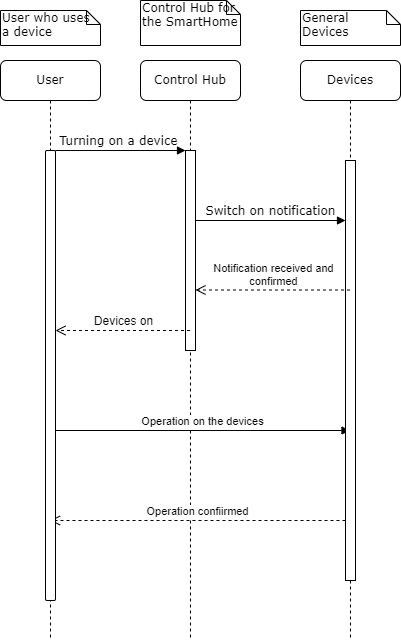 User who uses
a device
Control Hub for
the SmartHome
General
Devices
User
Control Hub
Devices
Turning on a device
Switch on notification
Notification received and
confirmed
Devices on
Operation on the devices
Operation confiirmed